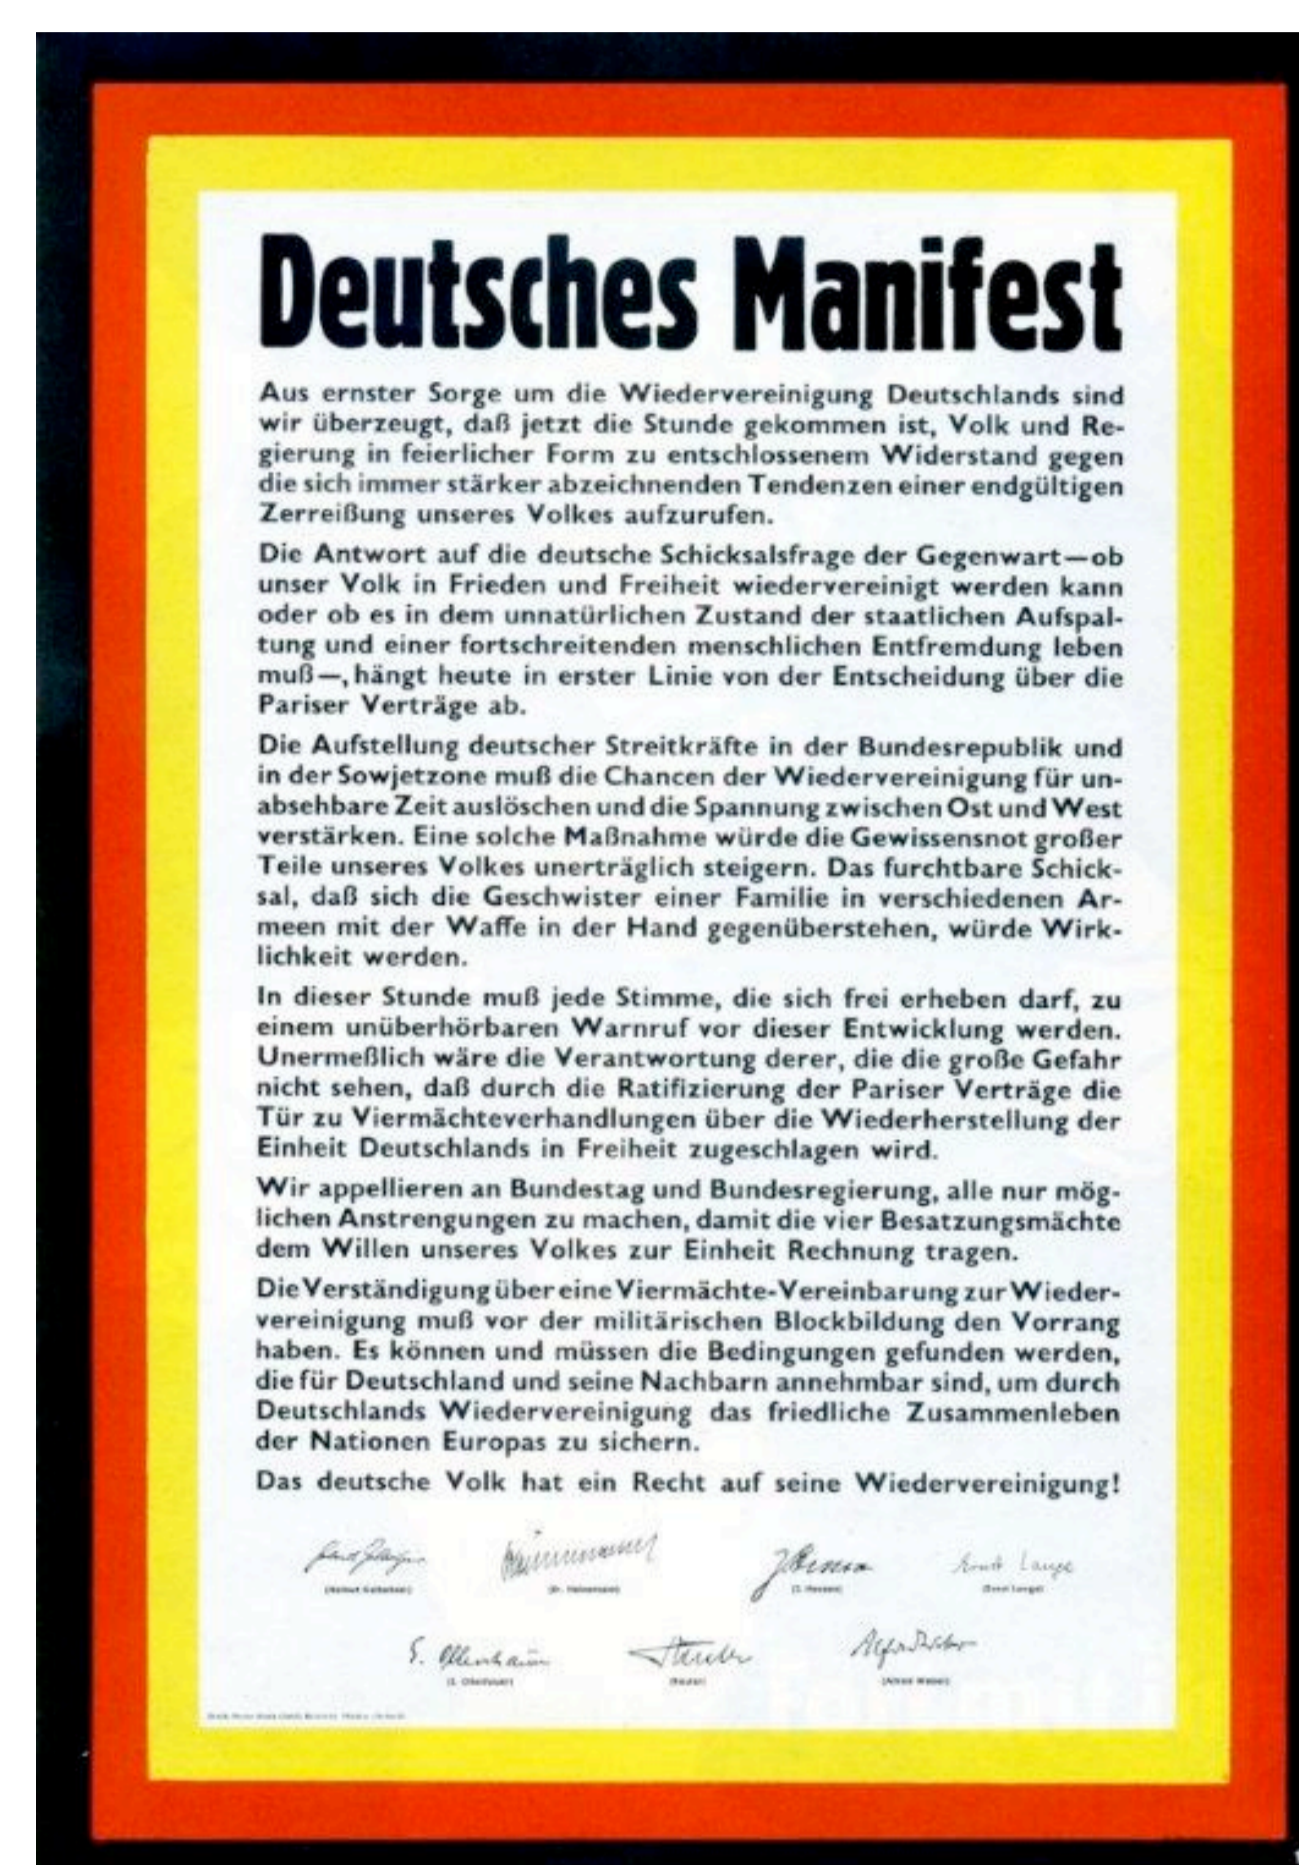 Deutsches Manifest
Aus ernster Sorge um die Wiedervereinigung Deutschlands sind
wir überzeugt, daß jetzt die Stunde gekommen ist, Volk und Re-
gierung in feierlicher Form zu entschlossenem Widerstand gegen
die sich immer stärker abzeichnenden Tendenzen einer endgültigen
Zerreißung unseres Volkes aufzurufen.
Die Antwort auf die deutsche Schicksalsfrage der Gegenwart—ob
unser Volk in Frieden und Freiheit wiedervereinigt werden kann
oder ob es in dem unnatürlichen Zustand der staatlichen Aufspal-
tung und einer fortschreitenden menschlichen Entfremdung leben
muß—, hängt heute in erster Linie von der Entscheidung über die
Pariser Verträge ab.
Die Aufstellung deutscher Streitkräfte in der Bundesrepublik und
in der Sowjetzone muß die Chancen der Wiedervereinigung für un-
absehbare Zeit auslöschen und die Spannung zwischen Ost und West
verstärken. Eine solche Maßnahme würde die Gewissensnot großer
Teile unseres Volkes unerträglich steigern. Das furchtbare Schick-
sal, daß sich die Geschwister einer Familie in verschiedenen Ar-
meen mit der Waffe in der Hand gegenüberstehen, würde Wirk-
lichkeit werden.
In dieser Stunde muß jede Stimme, die sich frei erheben darf, zu
einem unüberhörbaren Warnruf vor dieser Entwicklung werden.
Unermeßlich wäre die Verantwortung derer, die die große Gefahr
nicht sehen, daß durch die Ratifizierung der Pariser Verträge die
Tür zu Viermächteverhandlungen über die Wiederherstellung der
Einheit Deutschlands in Freiheit zugeschlagen wird.
Wir appellieren an Bundestag und Bundesregierung, alle nur mög-
lichen Anstrengungen zu machen, damit die vier Besatzungsmächte
dem Willen unseres Volkes zur Einheit Rechnung tragen.
Die Verständigung über eine Viermächte-Vereinbarung zur Wieder-
vereinigung muß vor der militärischen Blockbildung den Vorrang
haben. Es können und müssen die Bedingungen gefunden werden,
die für Deutschland und seine Nachbarn annehmbar sind, um durch
Deutschlands Wiedervereinigung das friedliche Zusammenleben
der Nationen Europas zu sichern.
Das deutsche Volk hat ein Recht auf seine Wiedervereinigung!
Ernst Lange
(Dr. Heinemann) (Ernst Lange)
E. Ollenhauer Alfred Weber
(E. Ollenhauer) (Reuter) (Alfred Weber)